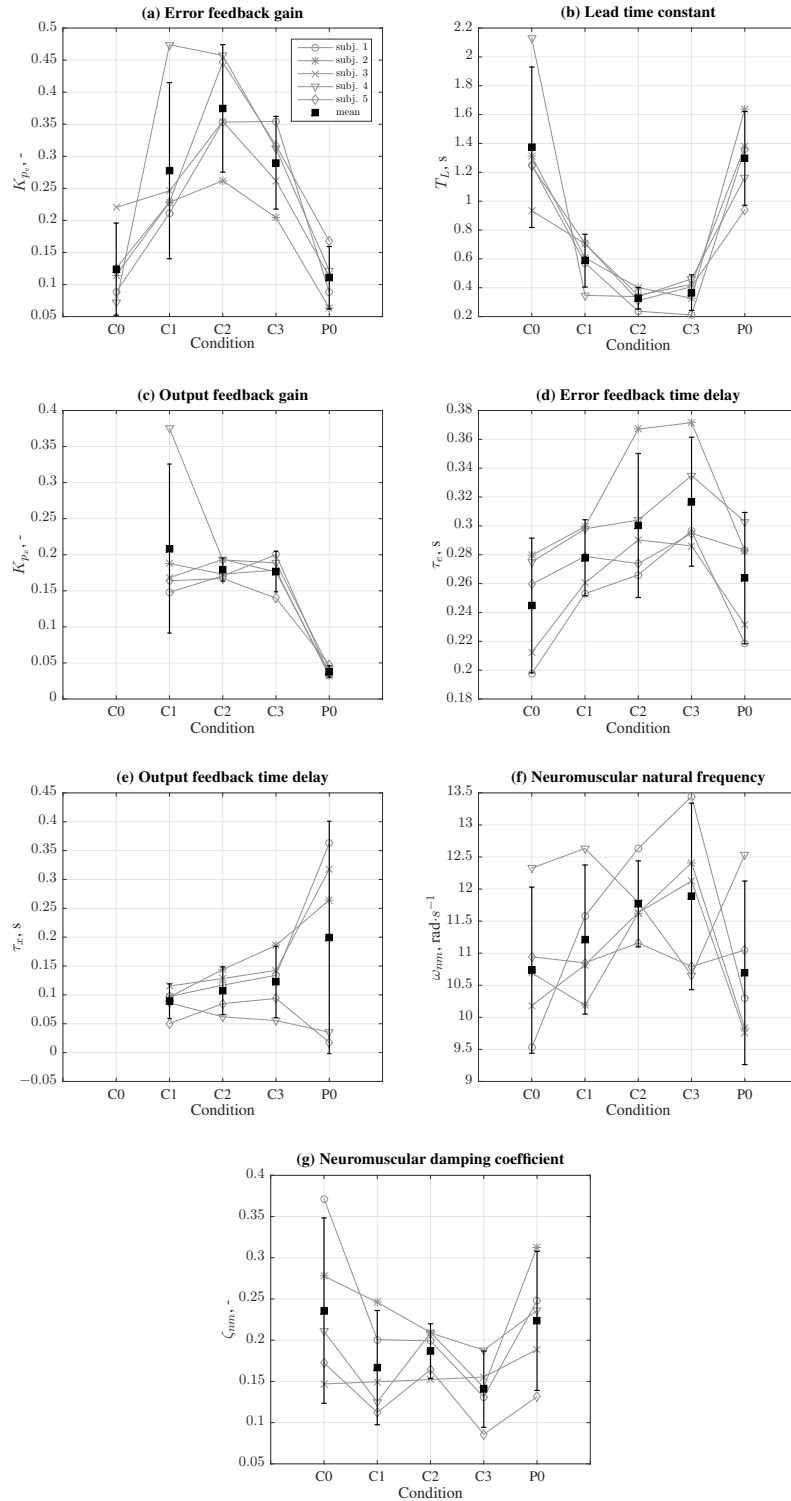 (a) Error feedback gain
0.5
0.45
0.4
0.35
0.3
0.25
0.2
0.15
0.1
0.05
K_{p_e}, -
subj. 1
subj. 2
subj. 3
subj. 4
subj. 5
mean
C0 C1 C2 C3 P0
Condition
(b) Lead time constant
2.2
2
1.8
1.6
1.4
1.2
1
0.8
0.6
0.4
0.2
T_L, s
C0 C1 C2 C3 P0
Condition
(c) Output feedback gain
0.4
0.35
0.3
0.25
0.2
0.15
0.1
0.05
0
K_{p_x}, -
C0 C1 C2 C3 P0
Condition
(d) Error feedback time delay
0.38
0.36
0.34
0.32
0.3
0.28
0.26
0.24
0.22
0.2
0.18
τ_e, s
C0 C1 C2 C3 P0
Condition
(e) Output feedback time delay
0.45
0.4
0.35
0.3
0.25
0.2
0.15
0.1
0.05
0
−0.05
τ_x, s
C0 C1 C2 C3 P0
Condition
(f) Neuromuscular natural frequency
13.5
13
12.5
12
11.5
11
10.5
10
9.5
9
ω_{nm}, rad·s^{−1}
C0 C1 C2 C3 P0
Condition
(g) Neuromuscular damping coefficient
0.4
0.35
0.3
0.25
0.2
0.15
0.1
0.05
ζ_{nm}, -
C0 C1 C2 C3 P0
Condition